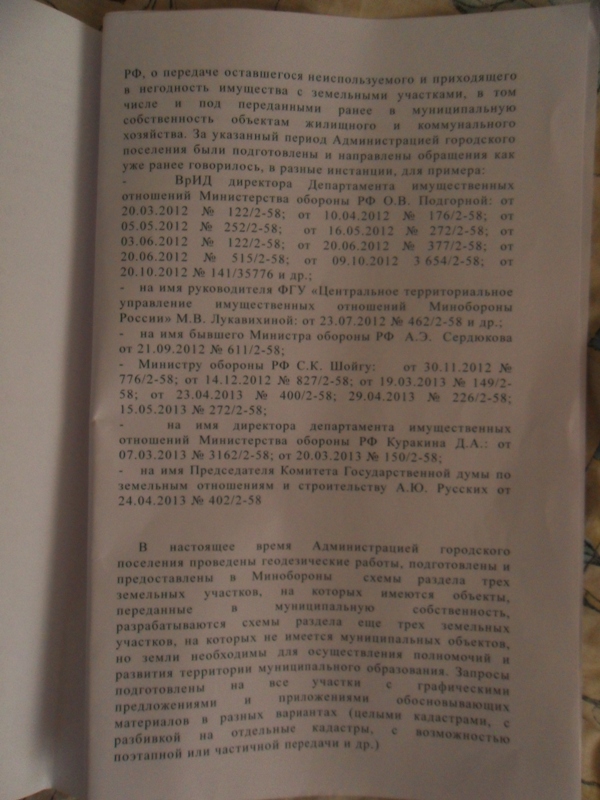 РФ, о передаче оставшегося неиспользуемого и приходящего
в негодность имущества с земельными участками, в том
числе и под переданными ранее в муниципальную
собственность объектам жилищного и коммунального
хозяйства. За указанный период Администрацией городского
поселения были подготовлены и направлены обращения как
уже ранее говорилось, в разные инстанции, для примера:
- ВрИД директора Департамента имущественных
отношений Министерства обороны РФ О.В. Подгорной: от
20.03.2012 № 122/2-58; от 10.04.2012 № 176/2-58; от
05.05.2012 № 252/2-58; от 16.05.2012 № 272/2-58; от
03.06.2012 № 122/2-58; от 20.06.2012 № 377/2-58; от
20.06.2012 № 515/2-58; от 09.10.2012 3 654/2-58; от
20.10.2012 № 141/35776 и др.;
- на имя руководителя ФГУ «Центральное территориальное
управление имущественных отношений Минобороны
России» М.В. Лукавихиной: от 23.07.2012 № 462/2-58 и др.;
- на имя бывшего Министра обороны РФ А.Э. Сердюкова
от 21.09.2012 № 611/2-58;
- Министру обороны РФ С.К. Шойгу: от 30.11.2012 №
776/2-58; от 14.12.2012 № 827/2-58; от 19.03.2013 № 149/2-
58; от 23.04.2013 № 400/2-58; 29.04.2013 № 226/2-58;
15.05.2013 № 272/2-58;
- на имя директора департамента имущественных
отношений Министерства обороны РФ Куракина Д.А.: от
07.03.2013 № 3162/2-58; от 20.03.2013 № 150/2-58;
- на имя Председателя Комитета Государственной думы по
земельным отношениям и строительству А.Ю. Русских от
24.04.2013 № 402/2-58
В настоящее время Администрацией городского
поселения проведены геодезические работы, подготовлены и
предоставлены в Минобороны схемы раздела трех
земельных участков, на которых имеются объекты,
переданные в муниципальную собственность,
разрабатываются схемы раздела еще трех земельных
участков, на которых не имеется муниципальных объектов,
но земли необходимы для осуществления полномочий и
развития территории муниципального образования. Запросы
подготовлены на все участки с графическими
предложениями и приложениями обосновывающих
материалов в разных вариантах (целыми кадастрами, с
разбивкой на отдельные кадастры, с возможностью
поэтапной или частичной передачи и др.)